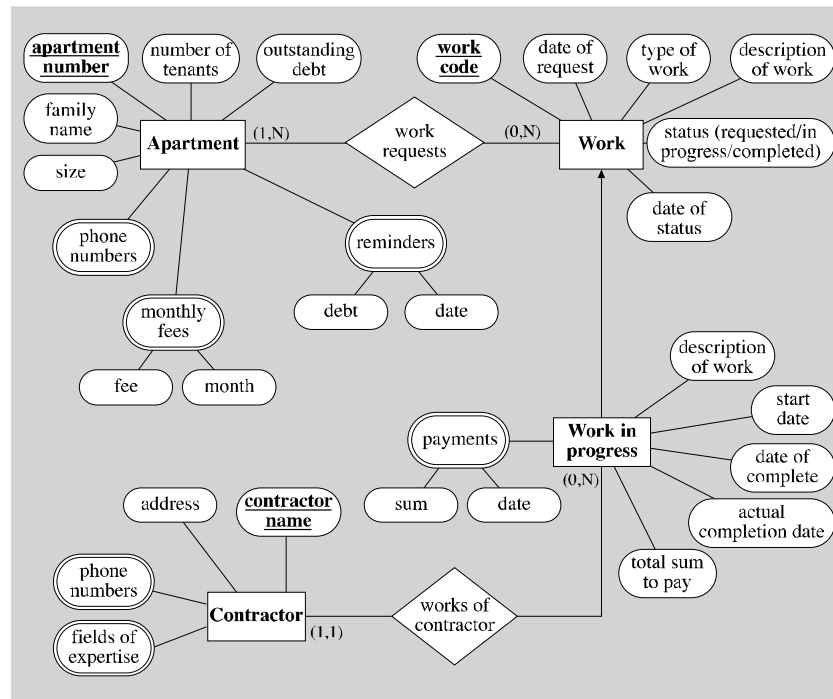 apartment
number
number of
tenants
outstanding
debt
work
code
date of
request
type of
work
description
of work
family
name
Apartment
(1,N)
work
requests
(0,N)
Work
status (requested/in
progress/completed)
size
date of
status
phone
numbers
reminders
debt
date
monthly
fees
fee
month
description
of work
start
date
payments
Work in
progress
date of
complete
(0,N)
sum
date
actual
completion date
address
contractor
name
total sum
to pay
phone
numbers
Contractor
(1,1)
works of
contractor
fields of
expertise